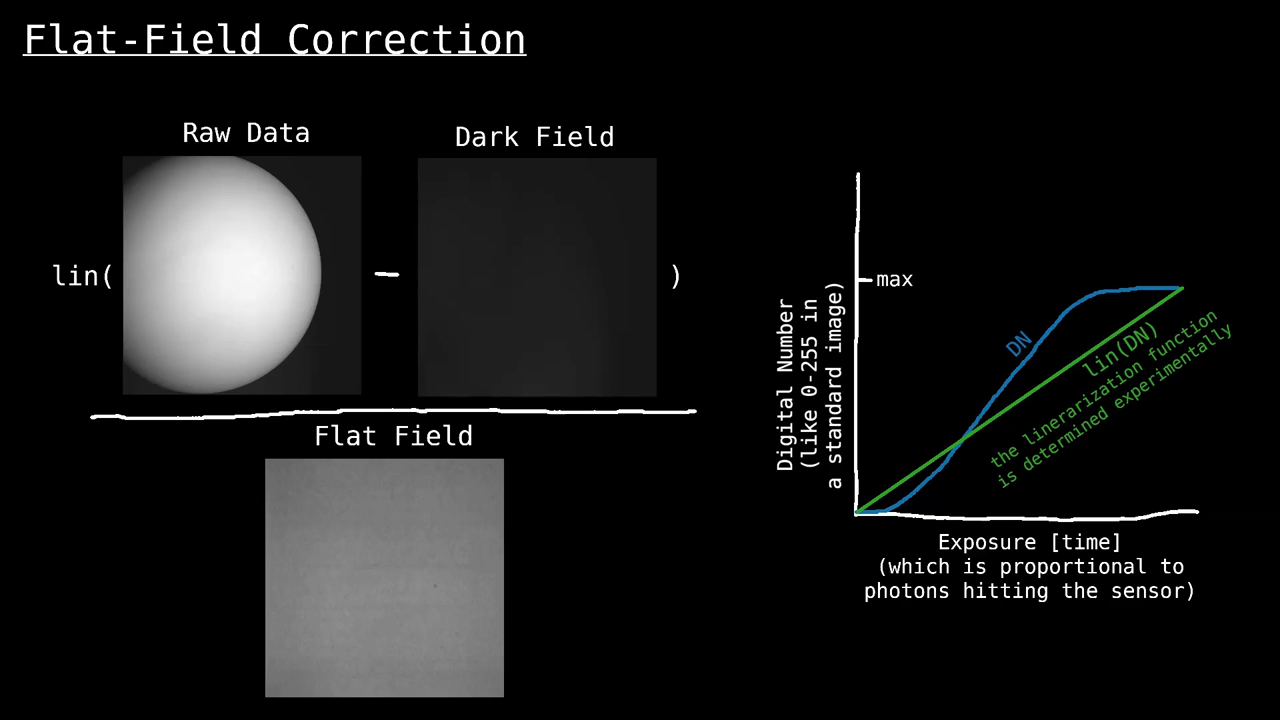 Flat-Field Correction
Raw Data
Dark Field
lin(
)
Flat Field
Digital Number
(like 0-255 in
a standard image)
max
DN
lin(DN)
the linerarization function
is determined experimentally
Exposure [time]
(which is proportional to
photons hitting the sensor)